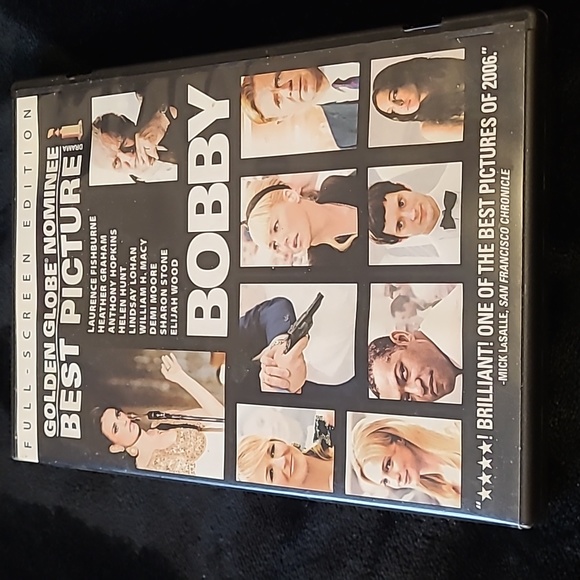 FULL-SCREEN EDITION
GOLDEN GLOBE® NOMINEE
BEST PICTURE DRAMA
LAURENCE FISHBURNE
HEATHER GRAHAM
ANTHONY HOPKINS
HELEN HUNT
LINDSAY LOHAN
WILLIAM H. MACY
DEMI MOORE
SHARON STONE
ELIJAH WOOD
BOBBY
"★★★★! BRILLIANT! ONE OF THE BEST PICTURES OF 2006."
-MICK LaSALLE, SAN FRANCISCO CHRONICLE